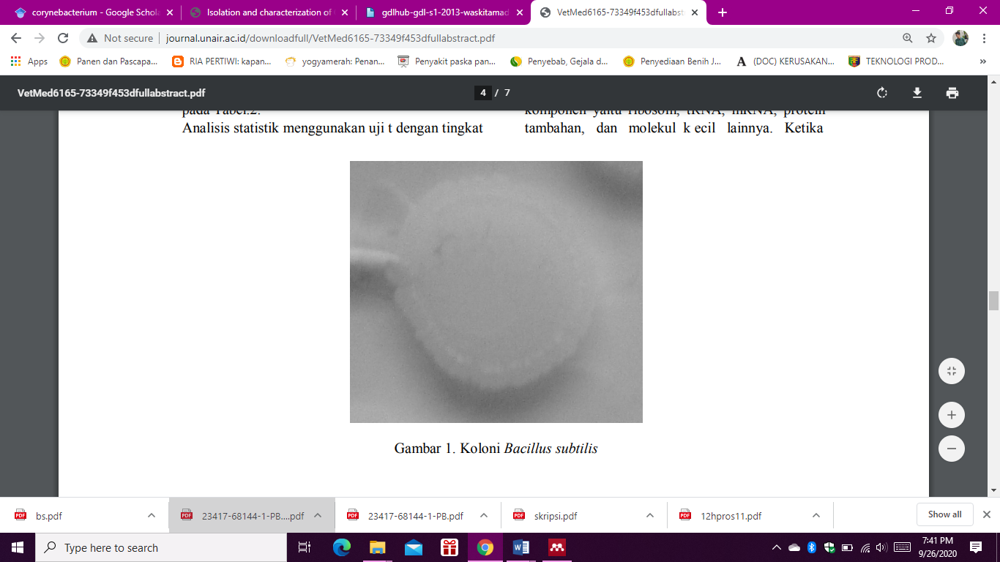 corynebacterium - Google Schola
Isolation and characterization of
gdlhub-gdl-s1-2013-waskitamad
VetMed6165-73349f453dfullabst
Not secure
journal.unair.ac.id/downloadfull/VetMed6165-73349f453dfullabstract.pdf
Apps
Panen dan Pascapa...
RIA PERTIWI: kapan...
yogyamerah: Penan...
Penyakit paska pan...
Penyebab, Gejala d...
Penyediaan Benih J...
(DOC) KERUSAKAN...
TEKNOLOGI PROD...
VetMed6165-73349f453dfullabstract.pdf
4 / 7
pada Tabel.2.
Analisis statistik menggunakan uji t dengan tingkat
komponen yaitu ribosom, tRNA, mRNA, protein
tambahan, dan molekul k ecil lainnya. Ketika
Gambar 1. Koloni Bacillus subtilis
bs.pdf
23417-68144-1-PB....pdf
23417-68144-1-PB.pdf
skripsi.pdf
12hpros11.pdf
Show all
Type here to search
7:41 PM
9/26/2020